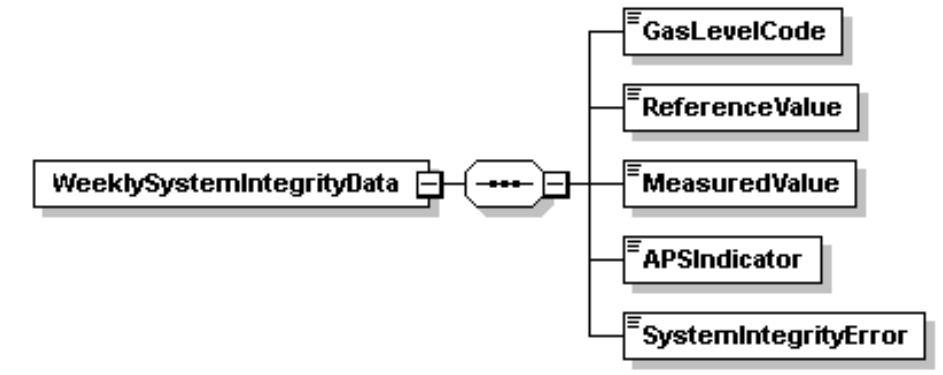 GasLevelCode
ReferenceValue
WeeklySystemIntegrityData
MeasuredValue
APSIndicator
SystemIntegrityError